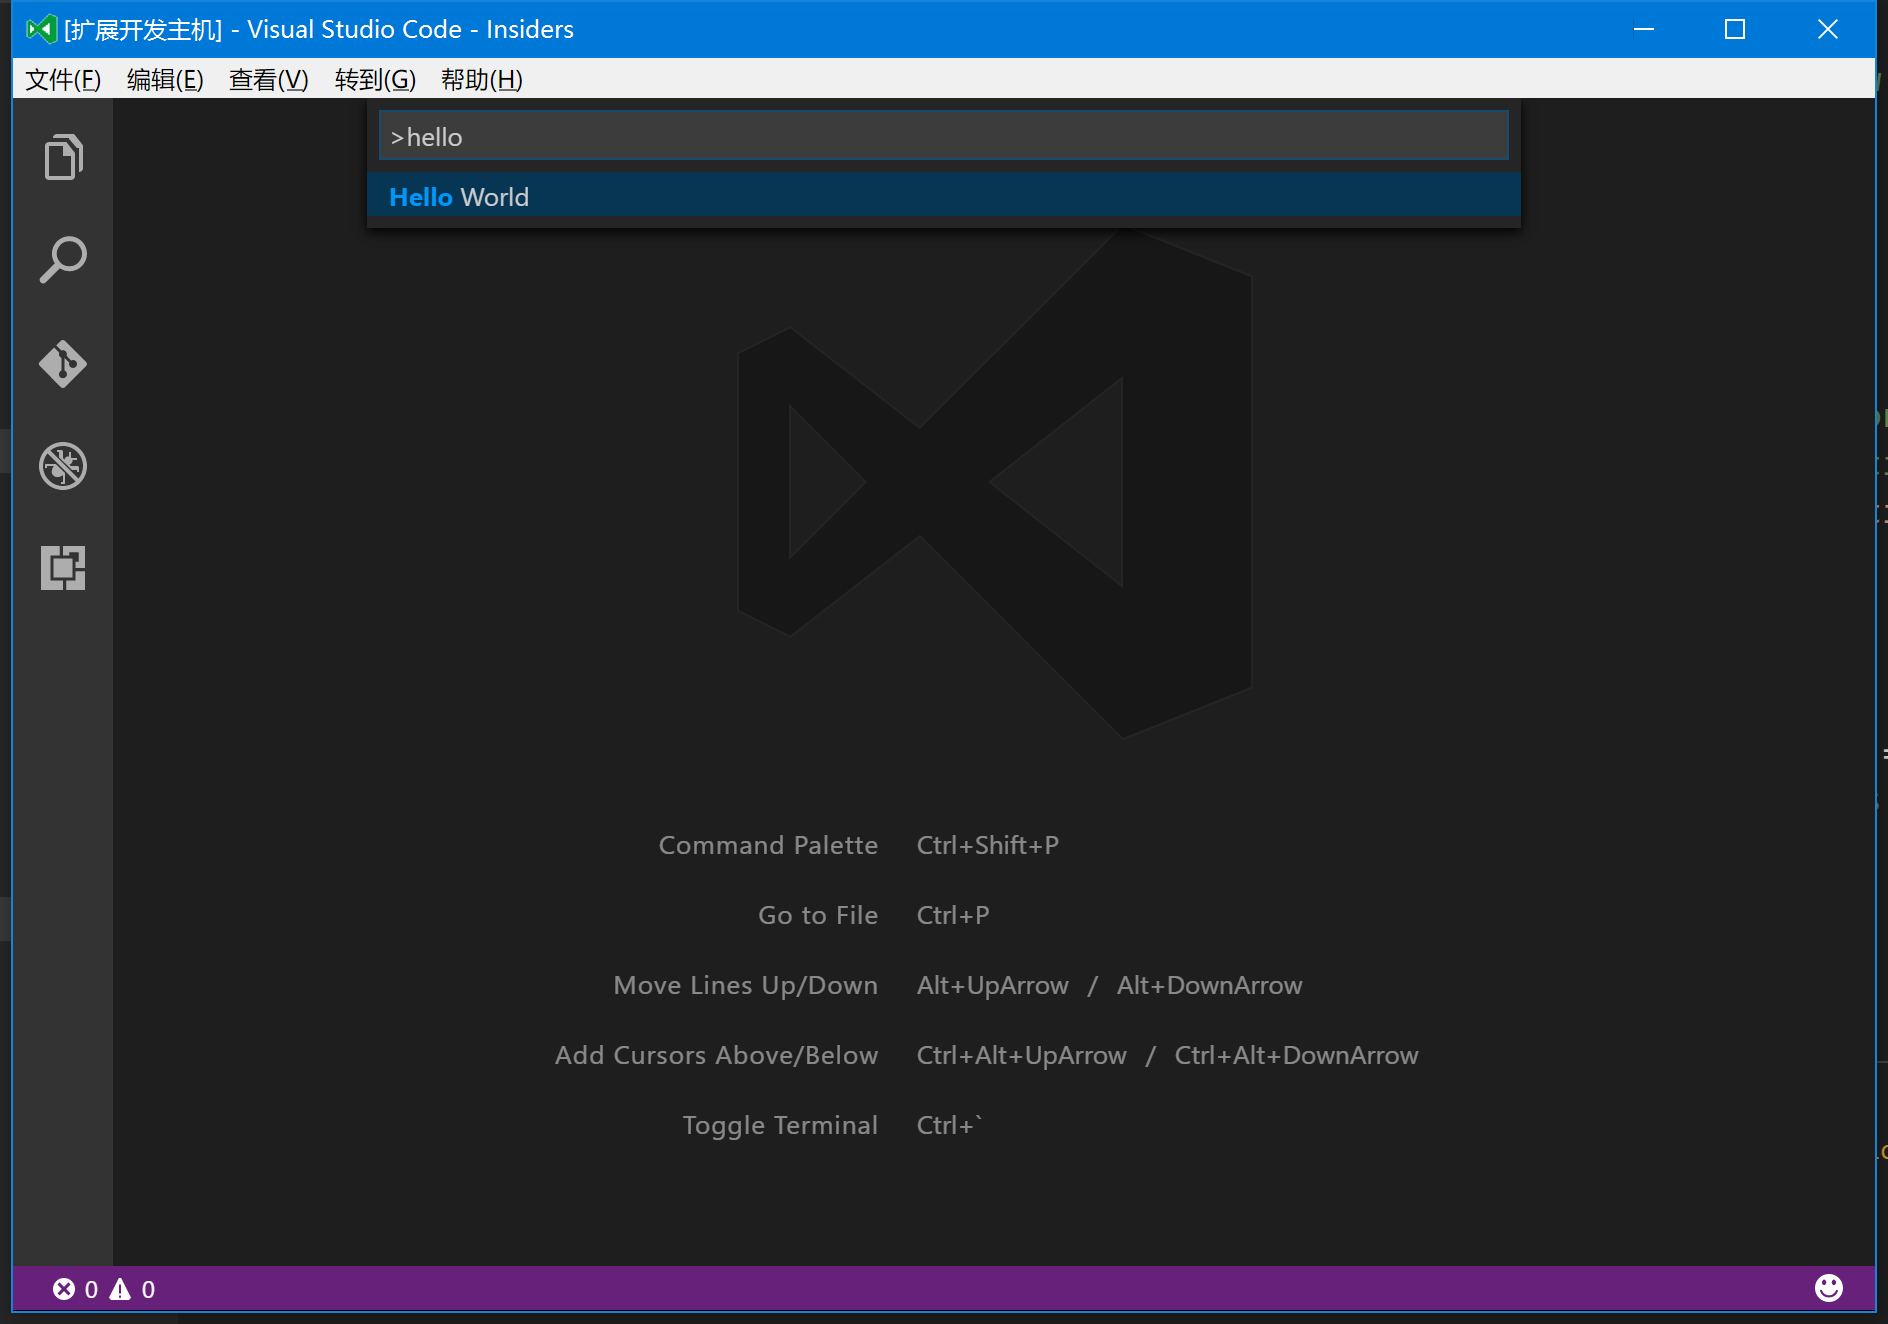 [扩展开发主机] - Visual Studio Code - Insiders
文件(F) 编辑(E) 查看(V) 转到(G) 帮助(H)
>hello
Hello World
Command Palette Ctrl+Shift+P
Go to File Ctrl+P
Move Lines Up/Down Alt+UpArrow / Alt+DownArrow
Add Cursors Above/Below Ctrl+Alt+UpArrow / Ctrl+Alt+DownArrow
Toggle Terminal Ctrl+`
0 0